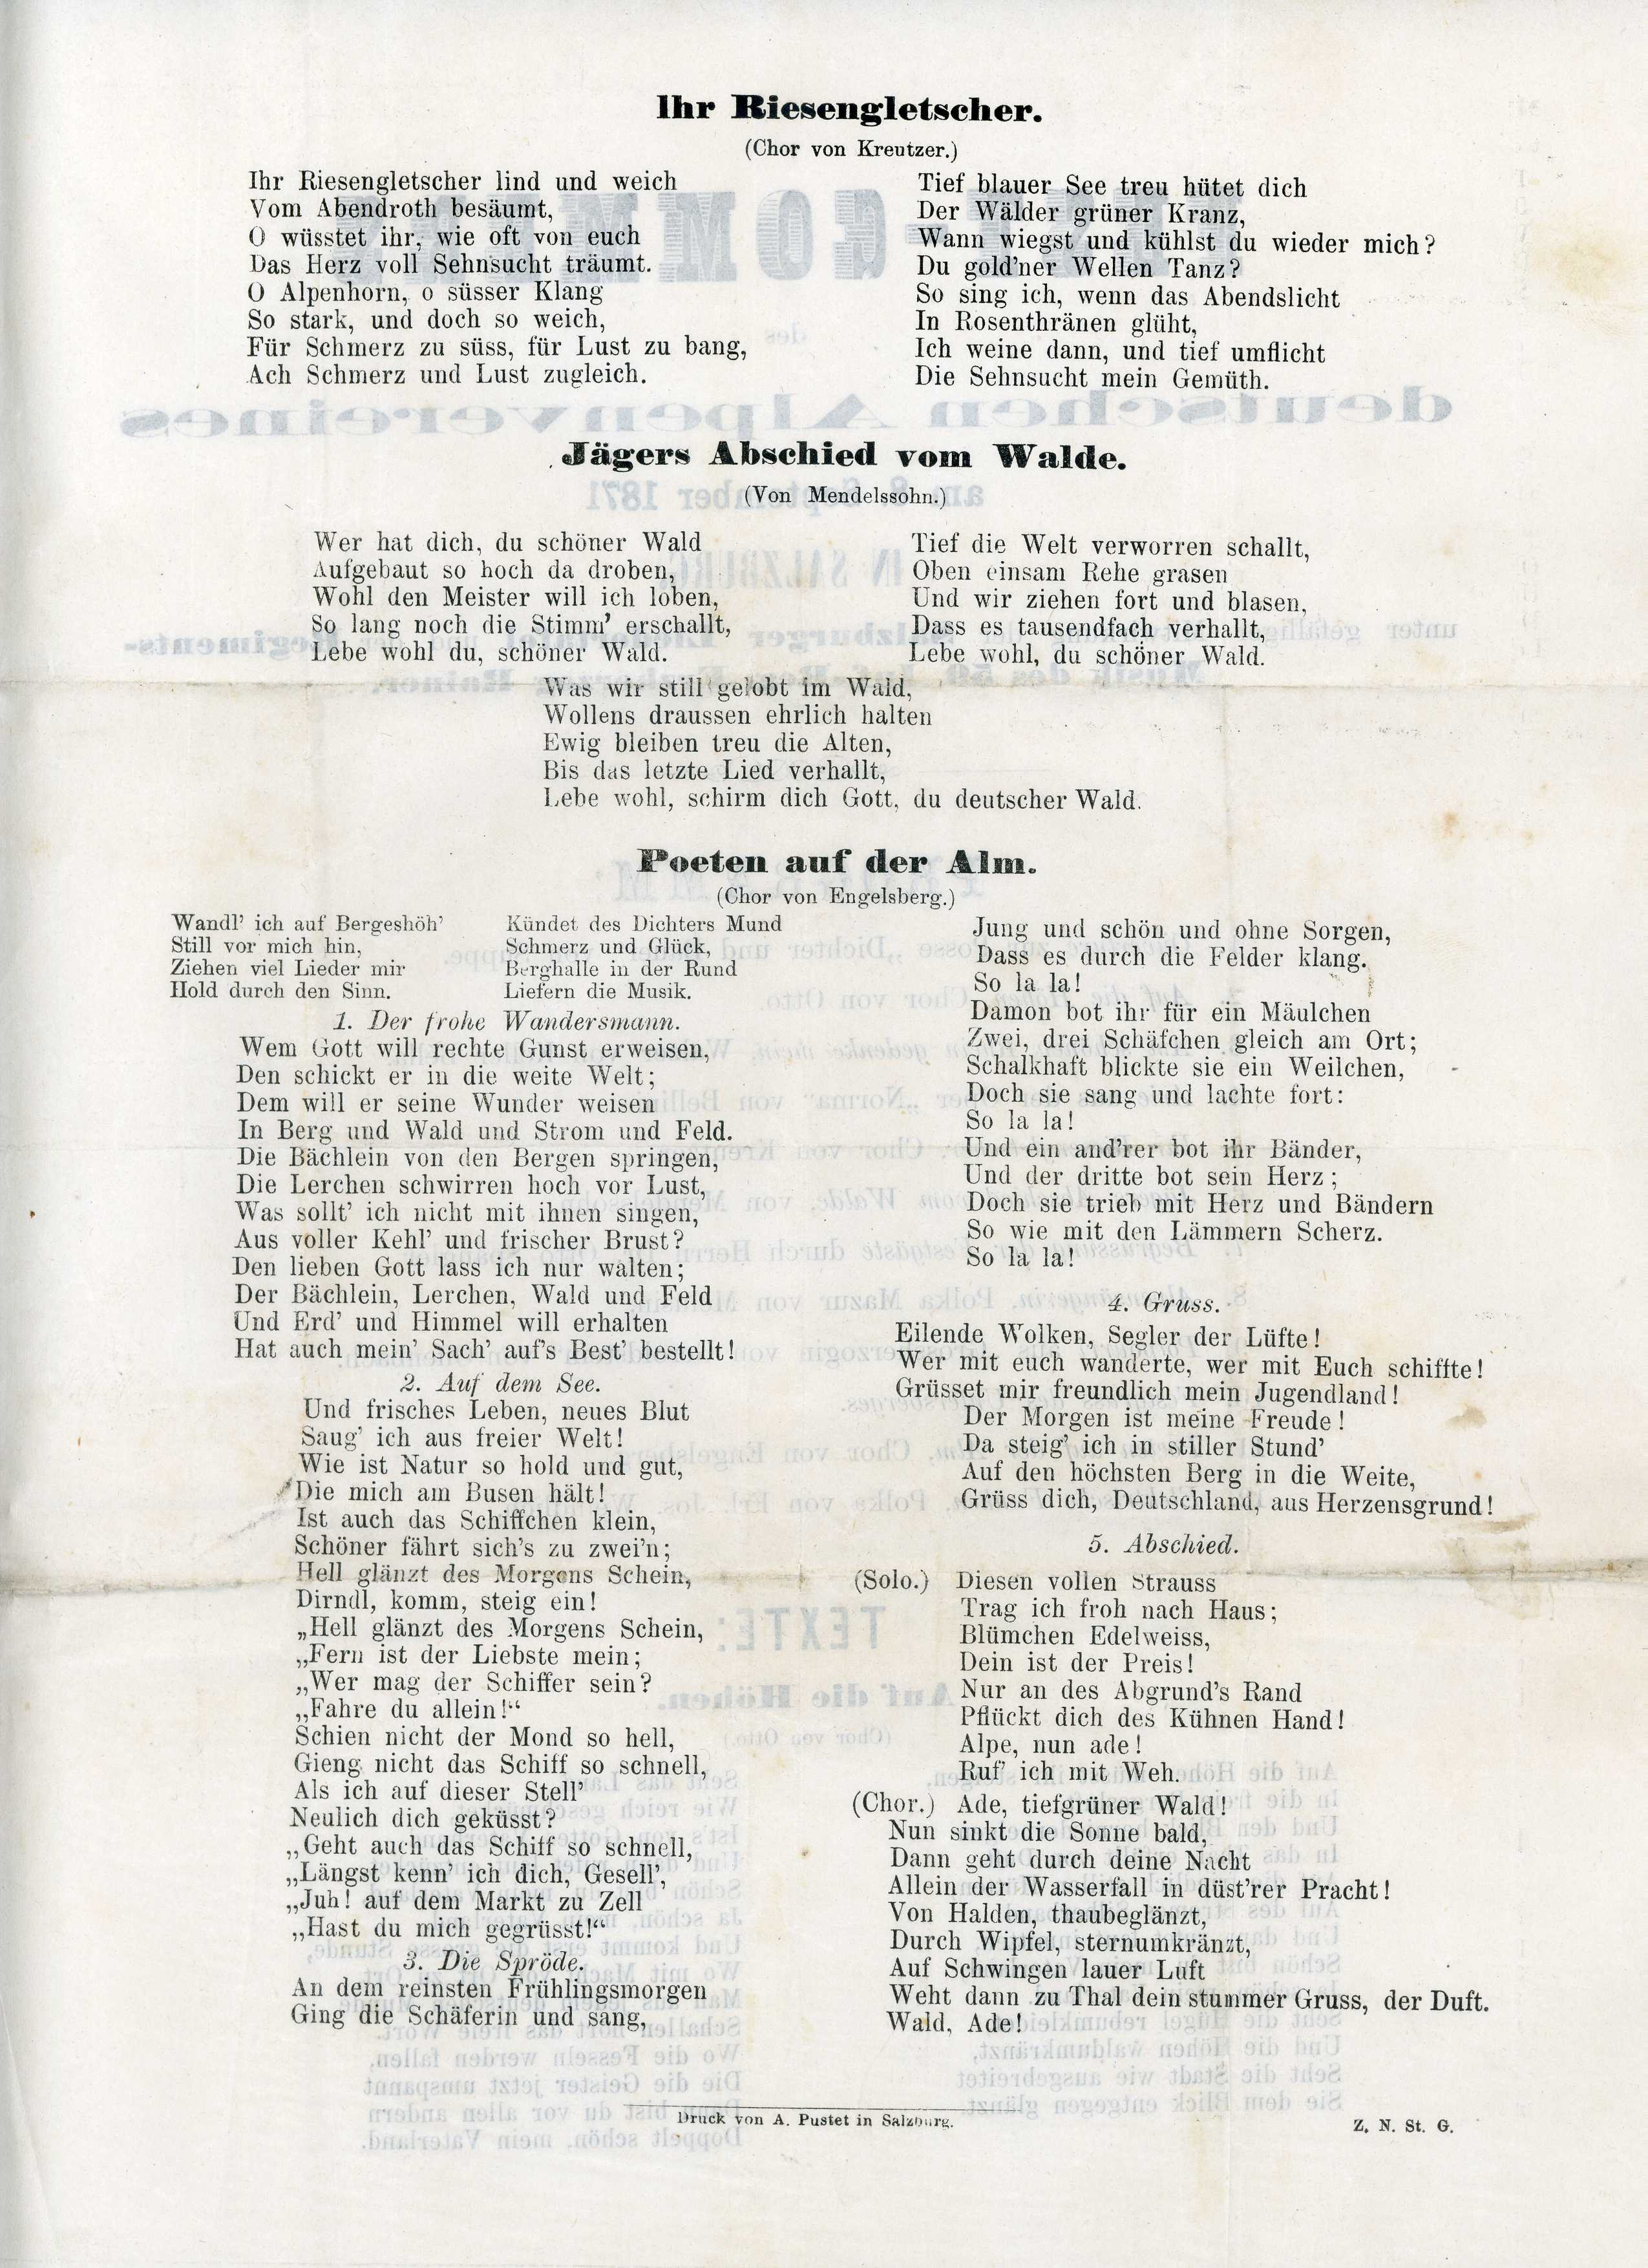 Ihr Riesengletscher.
(Chor von Kreutzer.)
Ihr Riesengletscher lind und weich
Vom Abendroth besäumt,
O wüsstet ihr, wie oft von euch
Das Herz voll Sehnsucht träumt.
O Alpenhorn, o süsser Klang
So stark, und doch so weich,
Für Schmerz zu süss, für Lust zu bang,
Ach Schmerz und Lust zugleich.
Tief blauer See treu hütet dich
Der Wälder grüner Kranz,
Wann wiegst und kühlst du wieder mich?
Du gold'ner Wellen Tanz?
So sing ich, wenn das Abendslicht
In Rosenthränen glüht,
Ich weine dann, und tief umflicht
Die Sehnsucht mein Gemüth.
Jägers Abschied vom Walde.
(Von Mendelssohn.)
Wer hat dich, du schöner Wald
Aufgebaut so hoch da droben,
Wohl den Meister will ich loben,
So lang noch die Stimm' erschallt,
Lebe wohl du, schöner Wald.
Tief die Welt verworren schallt,
Oben einsam Rehe grasen
Und wir ziehen fort und blasen,
Dass es tausendfach verhallt,
Lebe wohl, du schöner Wald.
Was wir still gelobt im Wald,
Wollens draussen ehrlich halten
Ewig bleiben treu die Alten,
Bis das letzte Lied verhallt,
Lebe wohl, schirm dich Gott, du deutscher Wald.
Poeten auf der Alm.
(Chor von Engelsberg.)
Wandl' ich auf Bergeshöh'
Still vor mich hin,
Ziehen viel Lieder mir
Hold durch den Sinn.
Kündet des Dichters Mund
Schmerz und Glück,
Berghalle in der Rund
Liefern die Musik.
1. Der frohe Wandersmann.
Wem Gott will rechte Gunst erweisen,
Den schickt er in die weite Welt;
Dem will er seine Wunder weisen
In Berg und Wald und Strom und Feld.
Die Bächlein von den Bergen springen,
Die Lerchen schwirren hoch vor Lust,
Was sollt' ich nicht mit ihnen singen,
Aus voller Kehl' und frischer Brust?
Den lieben Gott lass ich nur walten;
Der Bächlein, Lerchen, Wald und Feld
Und Erd' und Himmel will erhalten
Hat auch mein' Sach' auf's Best' bestellt!
2. Auf dem See.
Und frisches Leben, neues Blut
Saug' ich aus freier Welt!
Wie ist Natur so hold und gut,
Die mich am Busen hält!
Ist auch das Schiffchen klein,
Schöner fährt sich's zu zwei'n;
Hell glänzt des Morgens Schein,
Dirndl, komm, steig ein!
„Hell glänzt des Morgens Schein,
„Fern ist der Liebste mein;
„Wer mag der Schiffer sein?
„Fahre du allein!“
Schien nicht der Mond so hell,
Gieng nicht das Schiff so schnell,
Als ich auf dieser Stell'
Neulich dich geküsst?
„Geht auch das Schiff so schnell,
„Längst kenn' ich dich, Gesell',
„Juh! auf dem Markt zu Zell
„Hast du mich gegrüsst!“
3. Die Spröde.
An dem reinsten Frühlingsmorgen
Ging die Schäferin und sang,
Jung und schön und ohne Sorgen,
Dass es durch die Felder klang.
So la la!
Damon bot ihr für ein Mäulchen
Zwei, drei Schäfchen gleich am Ort;
Schalkhaft blickte sie ein Weilchen,
Doch sie sang und lachte fort:
So la la!
Und ein and'rer bot ihr Bänder,
Und der dritte bot sein Herz;
Doch sie trieb mit Herz und Bändern
So wie mit den Lämmern Scherz.
So la la!
4. Gruss.
Eilende Wolken, Segler der Lüfte!
Wer mit euch wanderte, wer mit Euch schiffte!
Grüsset mir freundlich mein Jugendland!
Der Morgen ist meine Freude!
Da steig' ich in stiller Stund'
Auf den höchsten Berg in die Weite,
Grüss dich, Deutschland, aus Herzensgrund!
5. Abschied.
(Solo.) Diesen vollen Strauss
Trag ich froh nach Haus;
Blümchen Edelweiss,
Dein ist der Preis!
Nur an des Abgrund's Rand
Pflückt dich des Kühnen Hand!
Alpe, nun ade!
Ruf' ich mit Weh.
(Chor.) Ade, tiefgrüner Wald!
Nun sinkt die Sonne bald,
Dann geht durch deine Nacht
Allein der Wasserfall in düst'rer Pracht!
Von Halden, thaubeglänzt,
Durch Wipfel, sternumkränzt,
Auf Schwingen lauer Luft
Weht dann zu Thal dein stummer Gruss, der Duft.
Wald, Ade!
Druck von A. Pustet in Salzburg.
Z. N. St. G.